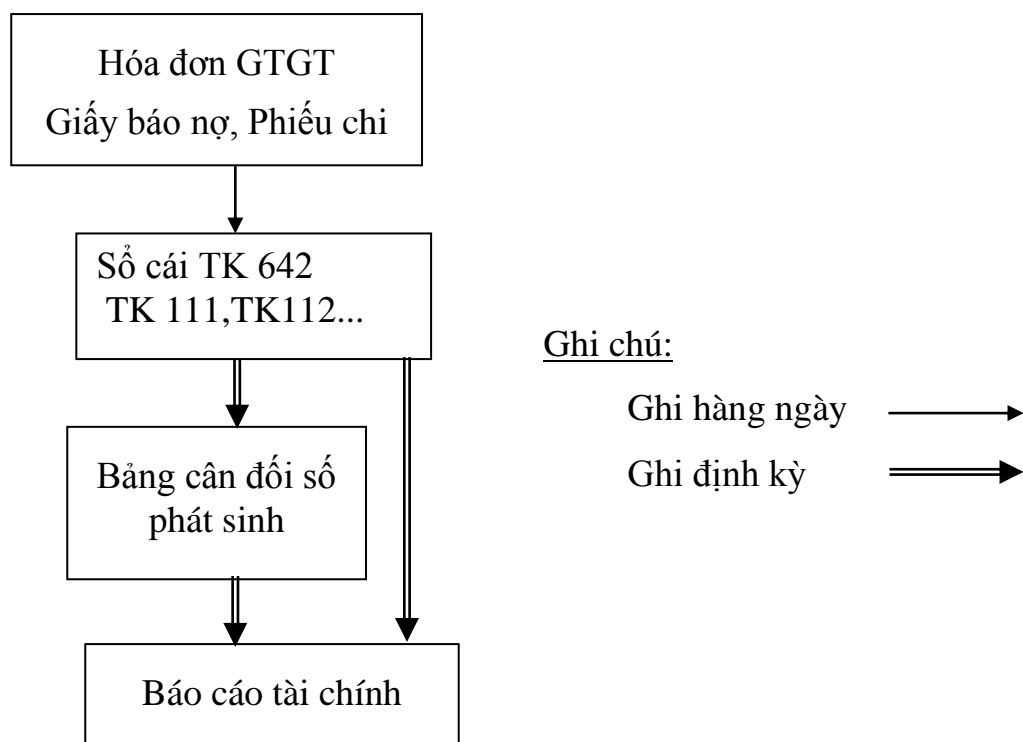 Hóa đơn GTGT
Giấy báo nợ, Phiếu chi
Sổ cái TK 642
TK 111,TK112...
Bảng cân đối số
phát sinh
Báo cáo tài chính
Ghi chú:
Ghi hàng ngày
Ghi định kỳ